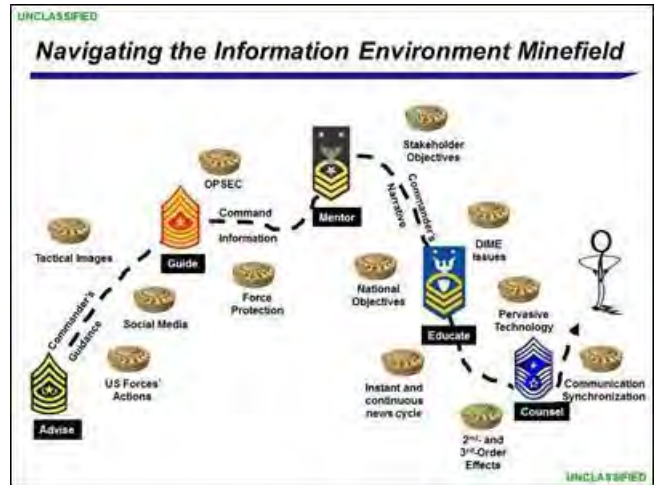 UNCLASSIFIED
Navigating the Information Environment Minefield
Stakeholder
Objectives
OPSEC
Mentor
Commander's
Narrative
Command
Information
Tactical Images
Guide
DIME
Issues
Commander's
Guidance
Force
Protection
National
Objectives
Social Media
Educate
Pervasive
Technology
US Forces'
Actions
Advise
Instant and
continuous
news cycle
Counsel
Communication
Synchronization
2nd- and
3rd-Order
Effects
UNCLASSIFIED